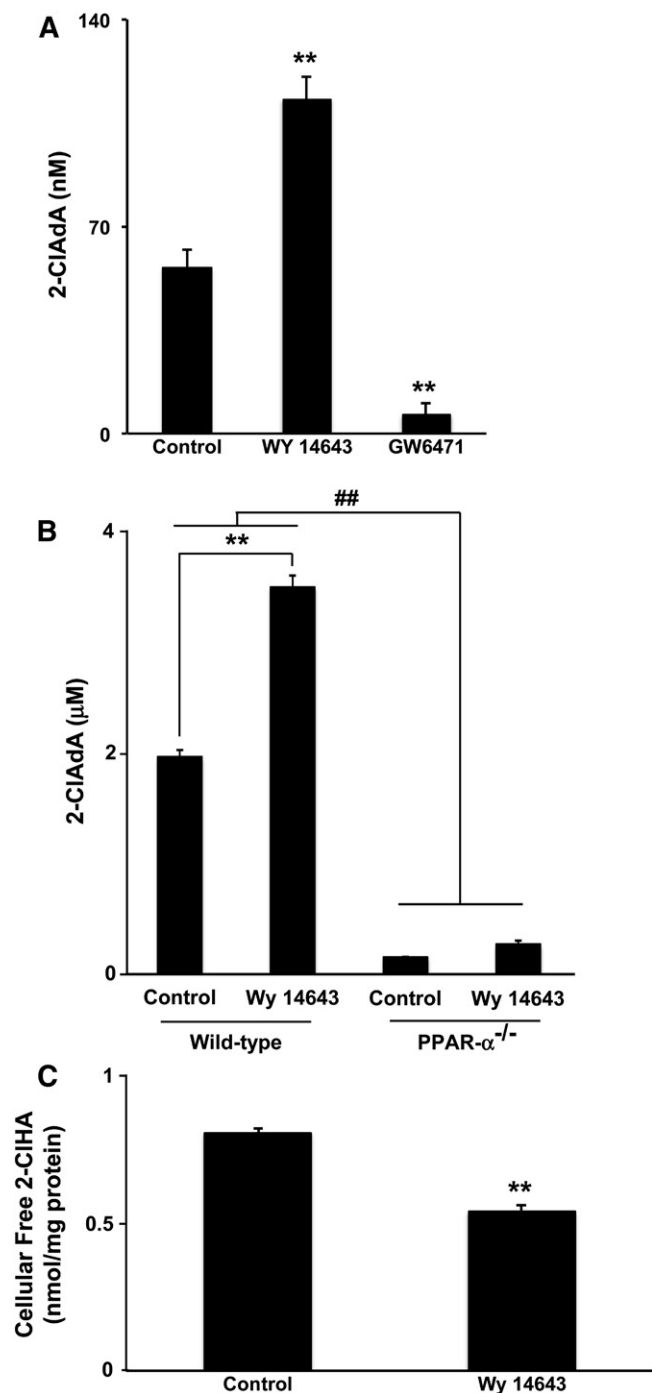 A
140
70
0
2-ClAdA (nM)
**
**
Control WY 14643 GW6471
B
4
2
0
2-ClAdA (μM)
##
**
Control Wy 14643 Control Wy 14643
Wild-type PPAR-α-/-
C
1
0.5
0
Cellular Free 2-ClHA
(nmol/mg protein)
**
Control Wy 14643